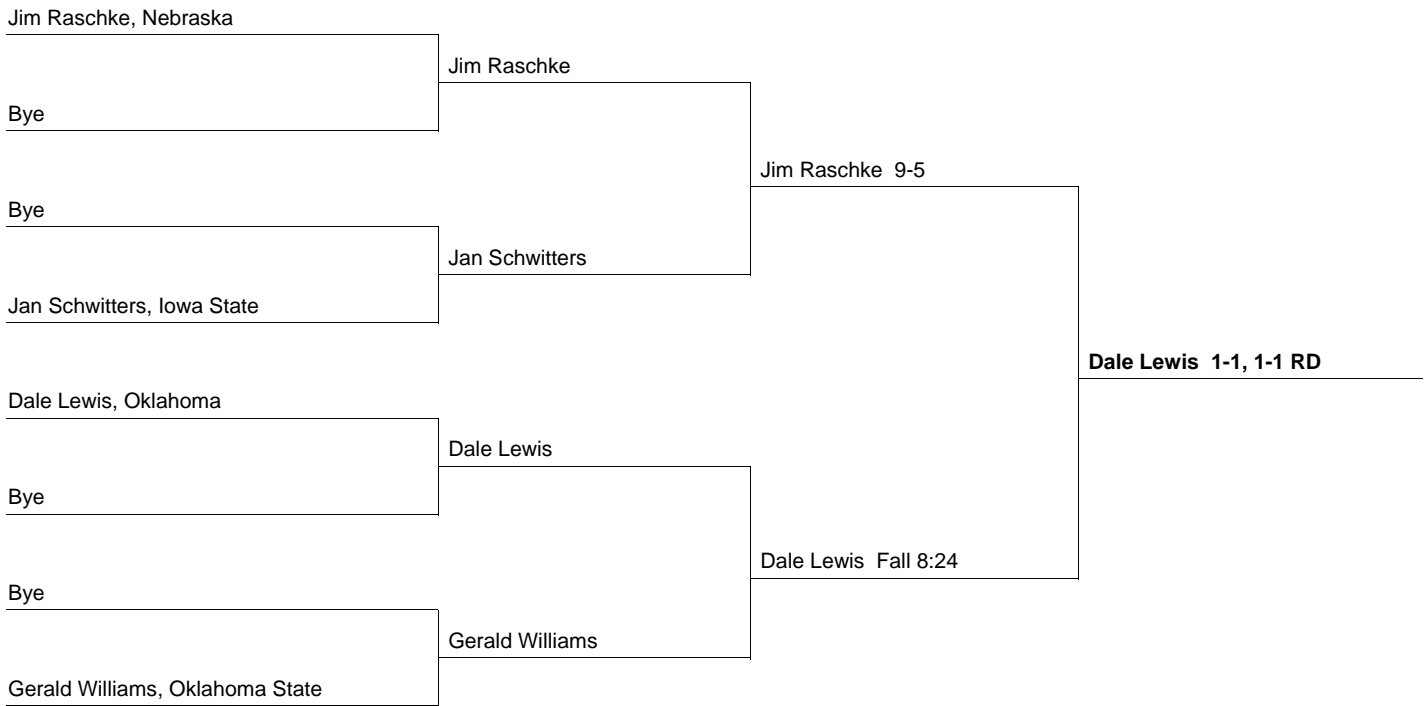 Jim Raschke, Nebraska
Jim Raschke
Bye
Jim Raschke  9-5
Bye
Jan Schwitters
Jan Schwitters, Iowa State
Dale Lewis  1-1, 1-1 RD
Dale Lewis, Oklahoma
Dale Lewis
Bye
Dale Lewis  Fall 8:24
Bye
Gerald Williams
Gerald Williams, Oklahoma State